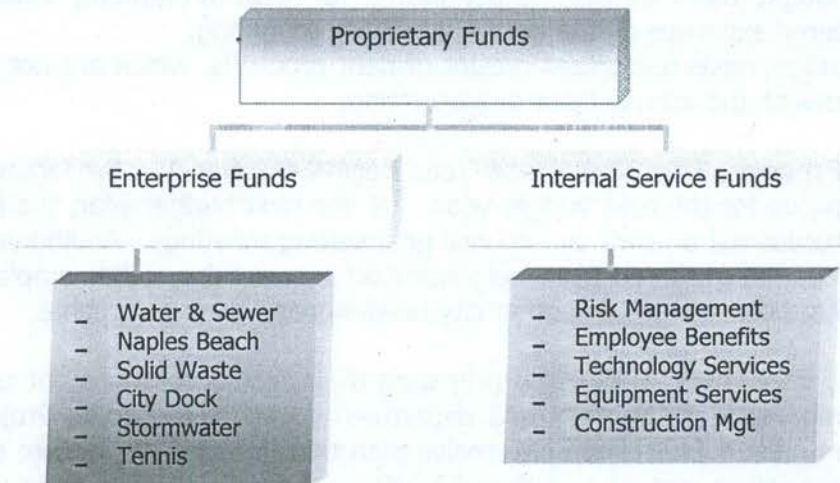 Proprietary Funds
Enterprise Funds
Internal Service Funds
- Water & Sewer
- Naples Beach
- Solid Waste
- City Dock
- Stormwater
- Tennis
- Risk Management
- Employee Benefits
- Technology Services
- Equipment Services
- Construction Mgt